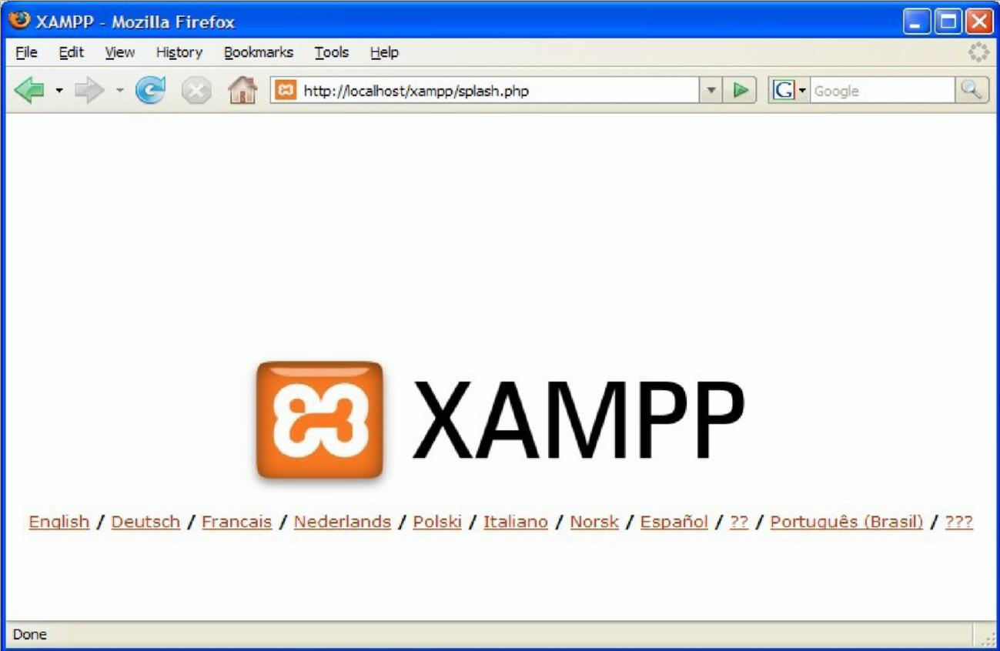 XAMPP - Mozilla Firefox
File Edit View History Bookmarks Tools Help
http://localhost/xampp/splash.php G Google
XAMPP
English / Deutsch / Francais / Nederlands / Polski / Italiano / Norsk / Español / ?? / Português (Brasil) / ???
Done